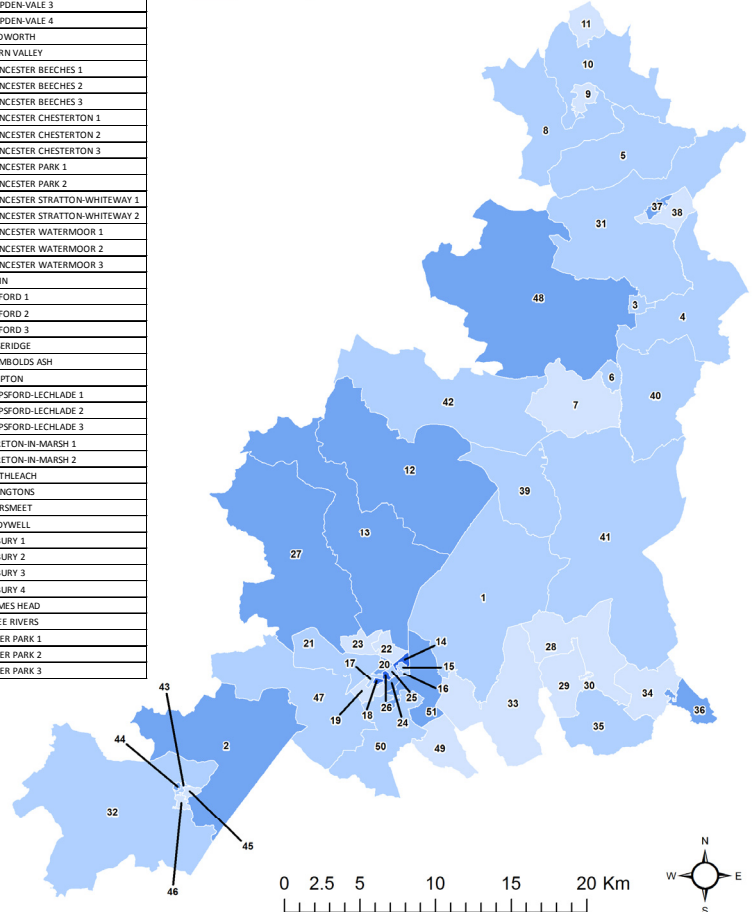 PDEN-VALE 3
PDEN-VALE 4
DWORTH
RN VALLEY
NCESTER BEECHES 1
NCESTER BEECHES 2
NCESTER BEECHES 3
NCESTER CHESTERTON 1
NCESTER CHESTERTON 2
NCESTER CHESTERTON 3
NCESTER PARK 1
NCESTER PARK 2
NCESTER STRATTON-WHITEWAY 1
NCESTER STRATTON-WHITEWAY 2
NCESTER WATERMOOR 1
NCESTER WATERMOOR 2
NCESTER WATERMOOR 3
IN
FORD 1
FORD 2
FORD 3
ERIDGE
MBOLDS ASH
PTON
PSFORD-LECHLADE 1
PSFORD-LECHLADE 2
PSFORD-LECHLADE 3
ETON-IN-MARSH 1
ETON-IN-MARSH 2
THLEACH
NGTONS
RSMEET
DYWELL
BURY 1
BURY 2
BURY 3
BURY 4
MES HEAD
EE RIVERS
ER PARK 1
ER PARK 2
ER PARK 3
11
10
9
8
5
37
38
31
48
3
4
6
7
40
42
12
39
13
27
41
1
21
23
22
14
17
20
15
28
16
25
29
30
34
43
19
18
26
24
51
33
36
47
35
44
2
50
49
32
45
46
0 2.5 5 10 15 20 Km
N
W E
S